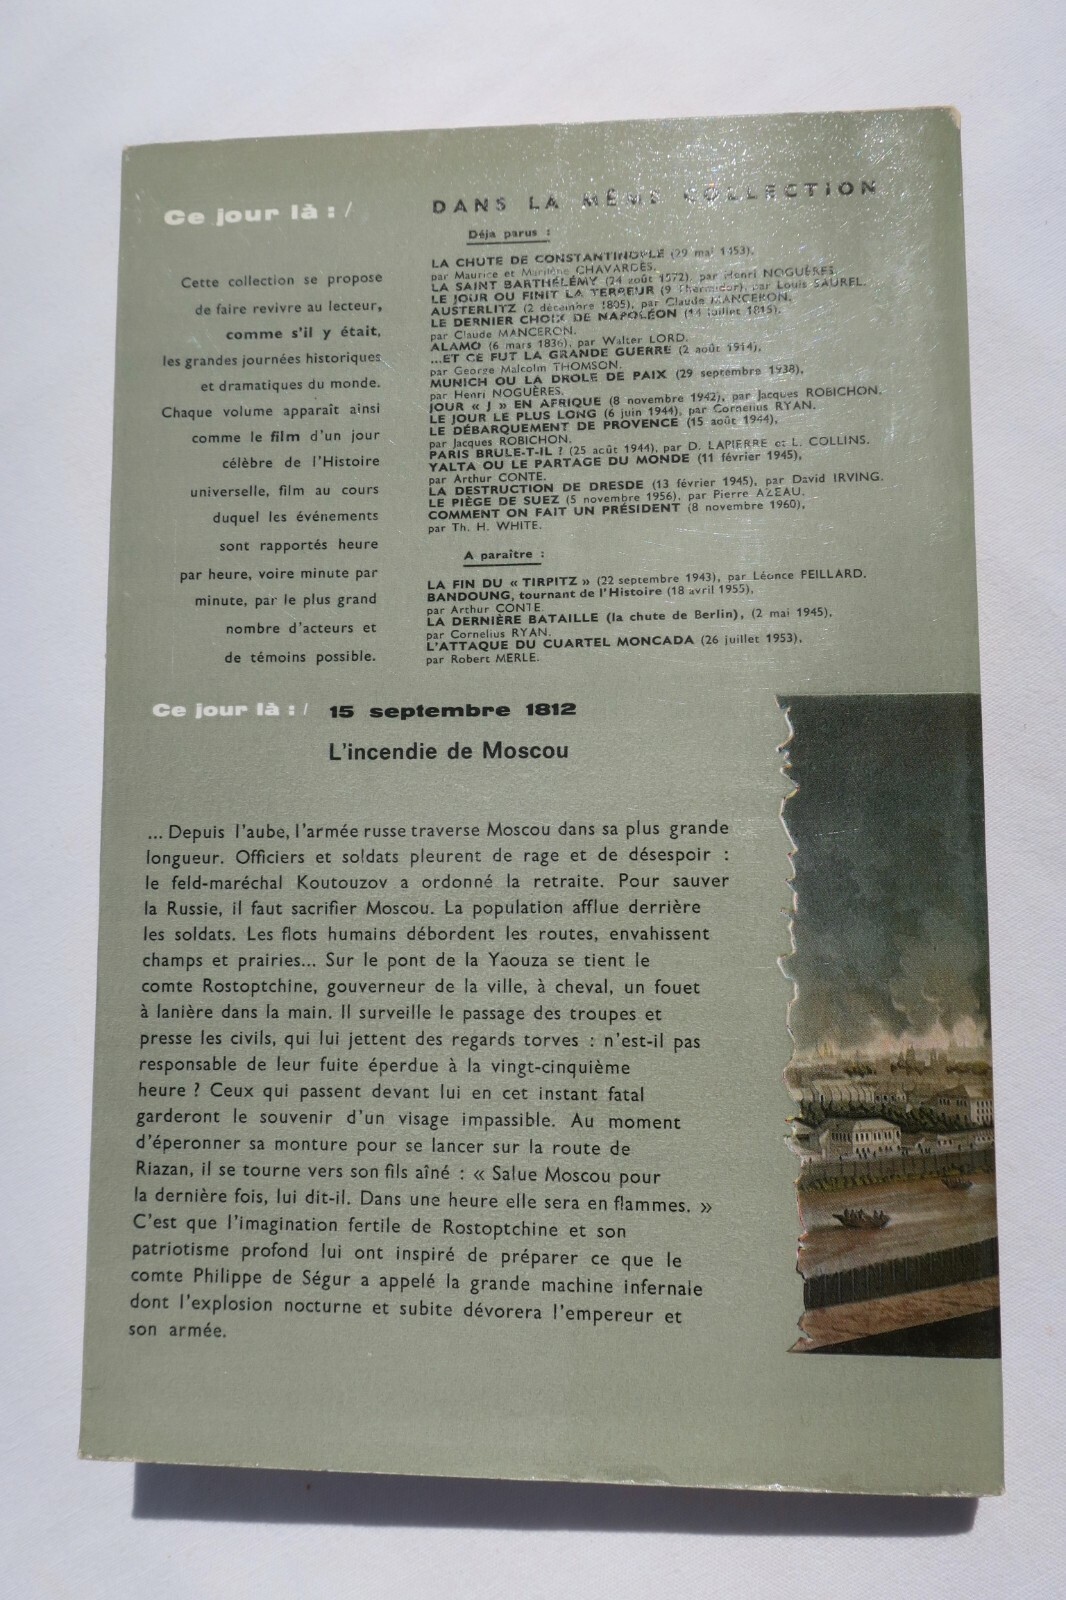 Ce jour là : /
Cette collection se propose
de faire revivre au lecteur,
comme s'il y était,
les grandes journées historiques
et dramatiques du monde.
Chaque volume apparaît ainsi
comme le film d'un jour
célèbre de l'Histoire
universelle, film au cours
duquel les événements
sont rapportés heure
par heure, voire minute par
minute, par le plus grand
nombre d'acteurs et
de témoins possible.
DANS LA MÊME COLLECTION
Déja parus :
LA CHUTE DE CONSTANTINOPLE (29 mai 1453),
par Maurice et Marilène CHAVARDÈS.
LA SAINT BARTHÉLÉMY (24 août 1572), par Henri NOGUÈRES.
LE JOUR OU FINIT LA TERREUR (9 Thermidor), par Louis SAUREL.
AUSTERLITZ (2 décembre 1805), par Claude MANCERON.
LE DERNIER CHOIX DE NAPOLÉON (14 juillet 1815),
par Claude MANCERON.
ALAMO (6 mars 1836), par Walter LORD.
...ET CE FUT LA GRANDE GUERRE (2 août 1914),
par George Malcolm THOMSON.
MUNICH OU LA DROLE DE PAIX (29 septembre 1938),
par Henri NOGUÈRES.
JOUR « J » EN AFRIQUE (8 novembre 1942), par Jacques ROBICHON.
LE JOUR LE PLUS LONG (6 juin 1944), par Cornelius RYAN.
LE DÉBARQUEMENT DE PROVENCE (15 août 1944),
par Jacques ROBICHON.
PARIS BRULE-T-IL ? (25 août 1944), par D. LAPIERRE et L. COLLINS.
YALTA OU LE PARTAGE DU MONDE (11 février 1945),
par Arthur CONTE.
LA DESTRUCTION DE DRESDE (13 février 1945), par David IRVING.
LE PIÈGE DE SUEZ (5 novembre 1956), par Pierre AZEAU.
COMMENT ON FAIT UN PRÉSIDENT (8 novembre 1960),
par Th. H. WHITE.
A paraître :
LA FIN DU « TIRPITZ » (22 septembre 1943), par Léonce PEILLARD.
BANDOUNG, tournant de l'Histoire (18 avril 1955),
par Arthur CONTE.
LA DERNIÈRE BATAILLE (la chute de Berlin), (2 mai 1945),
par Cornelius RYAN.
L'ATTAQUE DU CUARTEL MONCADA (26 juillet 1953),
par Robert MERLE.
Ce jour là : / 15 septembre 1812
L'incendie de Moscou
... Depuis l'aube, l'armée russe traverse Moscou dans sa plus grande
longueur. Officiers et soldats pleurent de rage et de désespoir :
le feld-maréchal Koutouzov a ordonné la retraite. Pour sauver
la Russie, il faut sacrifier Moscou. La population afflue derrière
les soldats. Les flots humains débordent les routes, envahissent
champs et prairies... Sur le pont de la Yaouza se tient le
comte Rostoptchine, gouverneur de la ville, à cheval, un fouet
à lanière dans la main. Il surveille le passage des troupes et
presse les civils, qui lui jettent des regards torves : n'est-il pas
responsable de leur fuite éperdue à la vingt-cinquième
heure ? Ceux qui passent devant lui en cet instant fatal
garderont le souvenir d'un visage impassible. Au moment
d'éperonner sa monture pour se lancer sur la route de
Riazan, il se tourne vers son fils aîné : « Salue Moscou pour
la dernière fois, lui dit-il. Dans une heure elle sera en flammes. »
C'est que l'imagination fertile de Rostoptchine et son
patriotisme profond lui ont inspiré de préparer ce que le
comte Philippe de Ségur a appelé la grande machine infernale
dont l'explosion nocturne et subite dévorera l'empereur et
son armée.